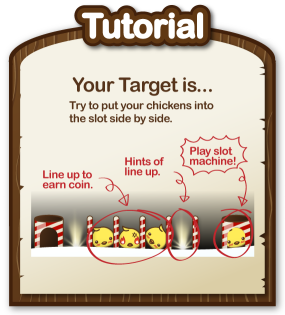 Tutorial
Your Target is...
Try to put your chickens into
the slot side by side.
Play slot
machine!
Hints of
line up.
Line up to
earn coin.